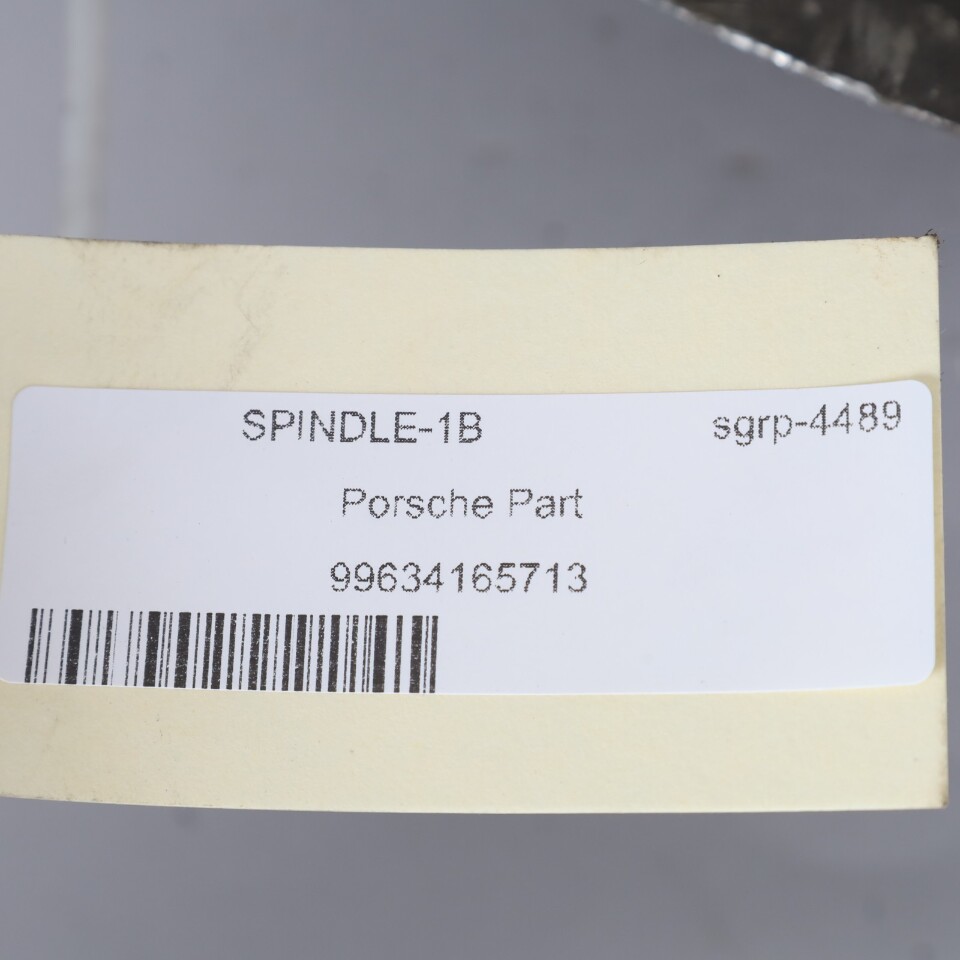 SPINDLE-1B sgrp-4489
Porsche Part
99634165713